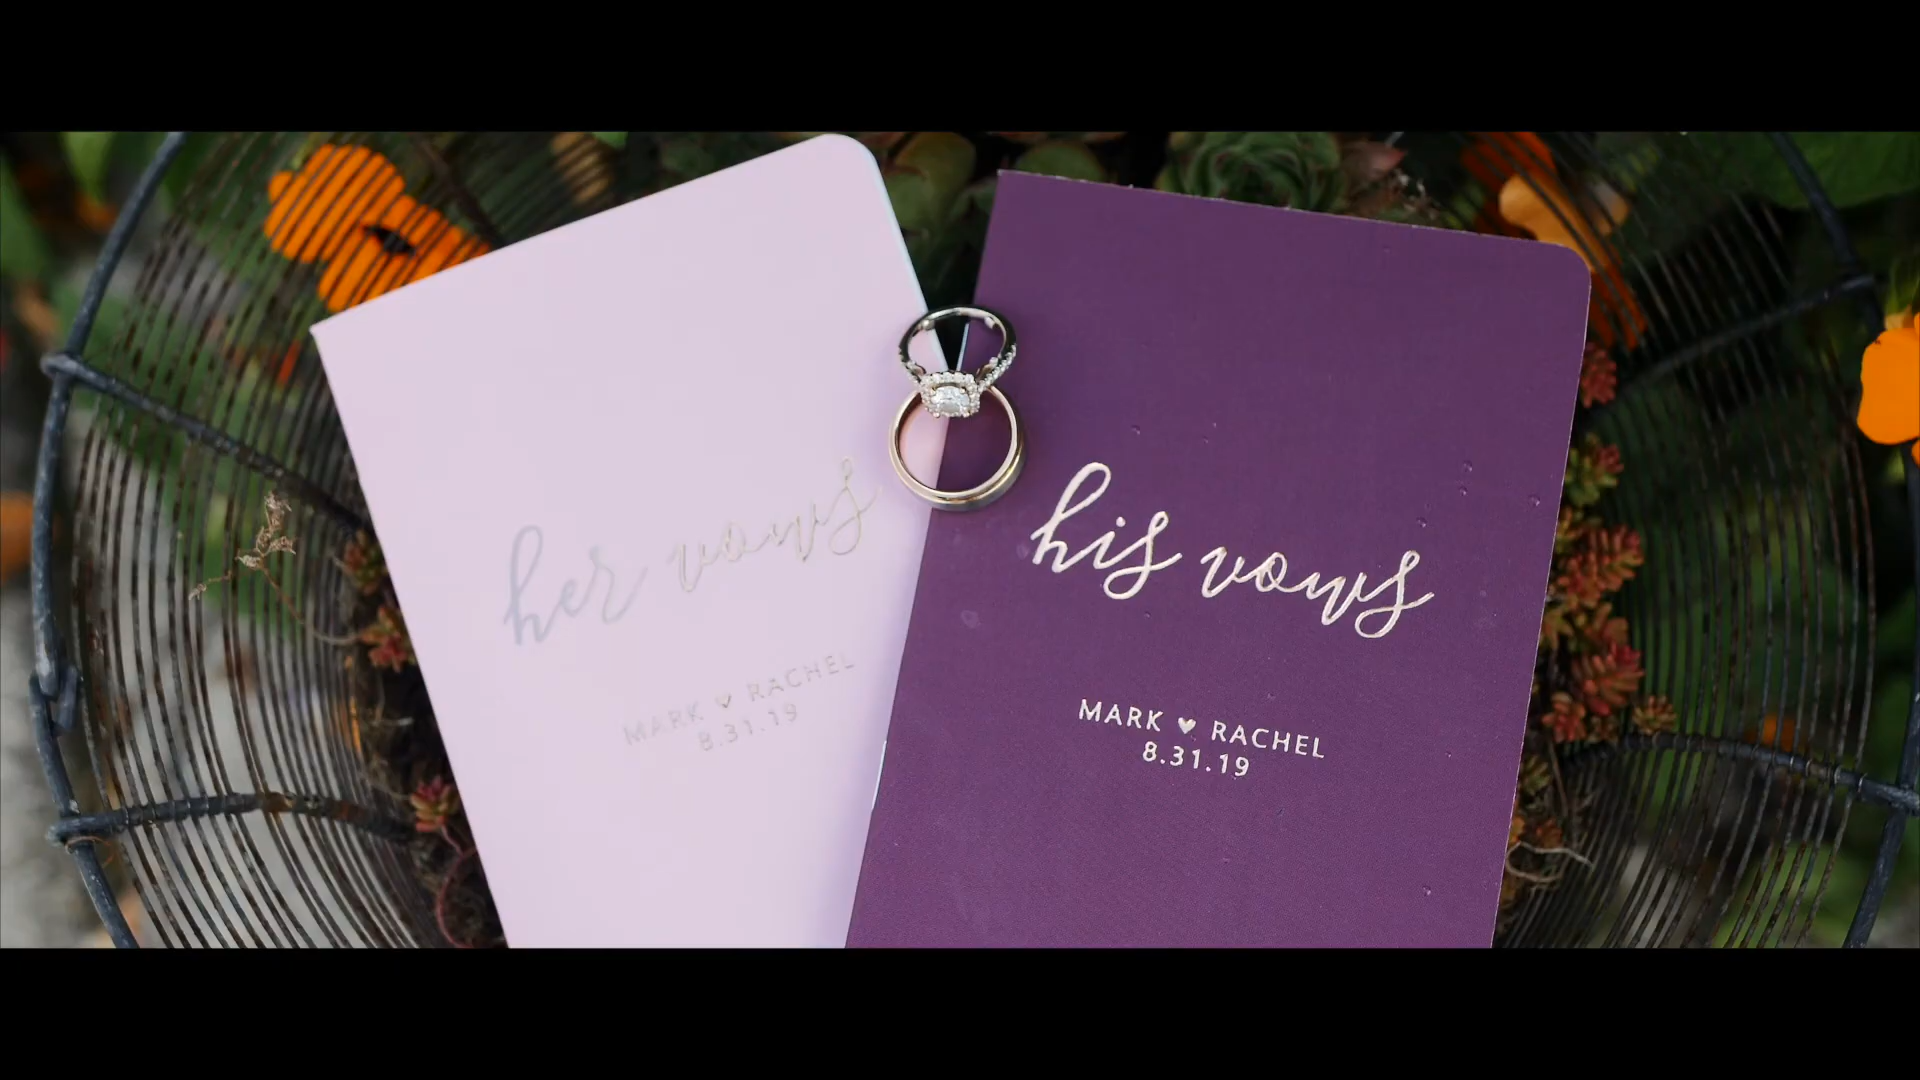 her vows
MARK ♥ RACHEL
8.31.19
his vows
MARK ♥ RACHEL
8.31.19